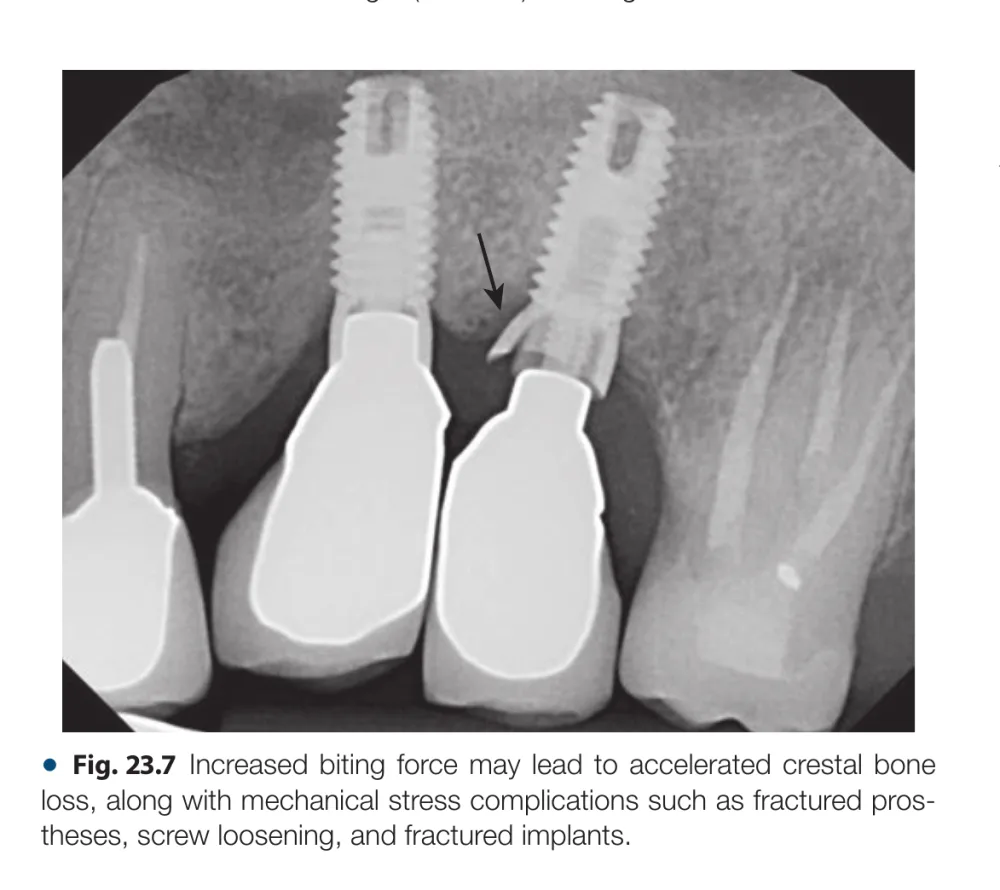 • Fig. 23.7 Increased biting force may lead to accelerated crestal bone
loss, along with mechanical stress complications such as fractured pros-
theses, screw loosening, and fractured implants.